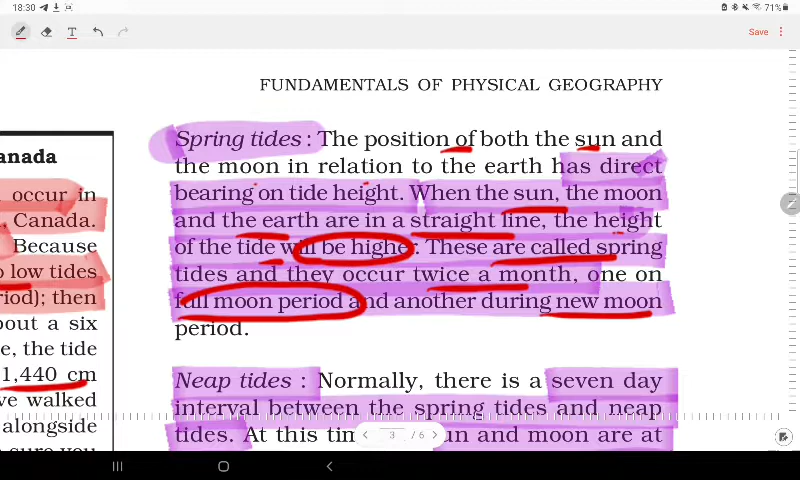 18:30
71%
T
Save
FUNDAMENTALS OF PHYSICAL GEOGRAPHY
anada
occur in
, Canada.
Because
low tides
riod); then
out a six
e, the tide
1,440 cm
ve walked
alongside
Spring tides : The position of both the sun and
the moon in relation to the earth has direct
bearing on tide height. When the sun, the moon
and the earth are in a straight line, the height
of the tide will be higher. These are called spring
tides and they occur twice a month, one on
full moon period and another during new moon
period.
Neap tides : Normally, there is a seven day
interval between the spring tides and neap
tides. At this tim un and moon are at
3 / 6